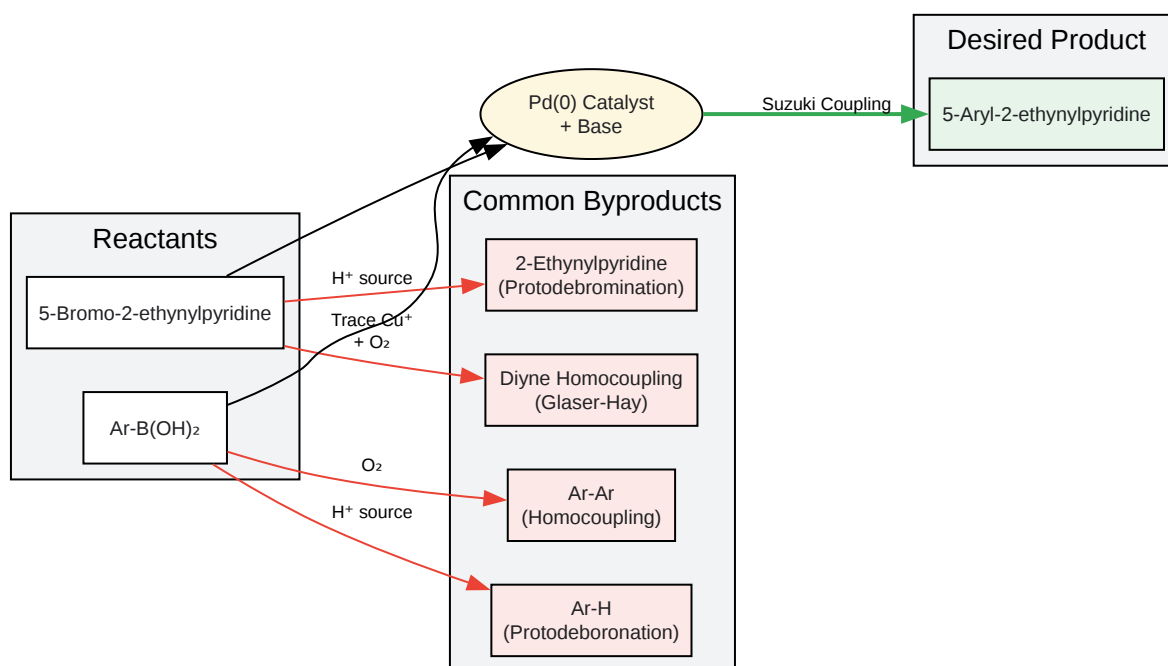 Desired Product
5-Aryl-2-ethynylpyridine
Pd(0) Catalyst
+ Base
Suzuki Coupling
Reactants
5-Bromo-2-ethynylpyridine
Ar-B(OH)₂
H⁺ source
Trace Cu⁺
+ O₂
O₂
H⁺ source
Common Byproducts
2-Ethynylpyridine
(Protodebromination)
Diyne Homocoupling
(Glaser-Hay)
Ar-Ar
(Homocoupling)
Ar-H
(Protodeboronation)